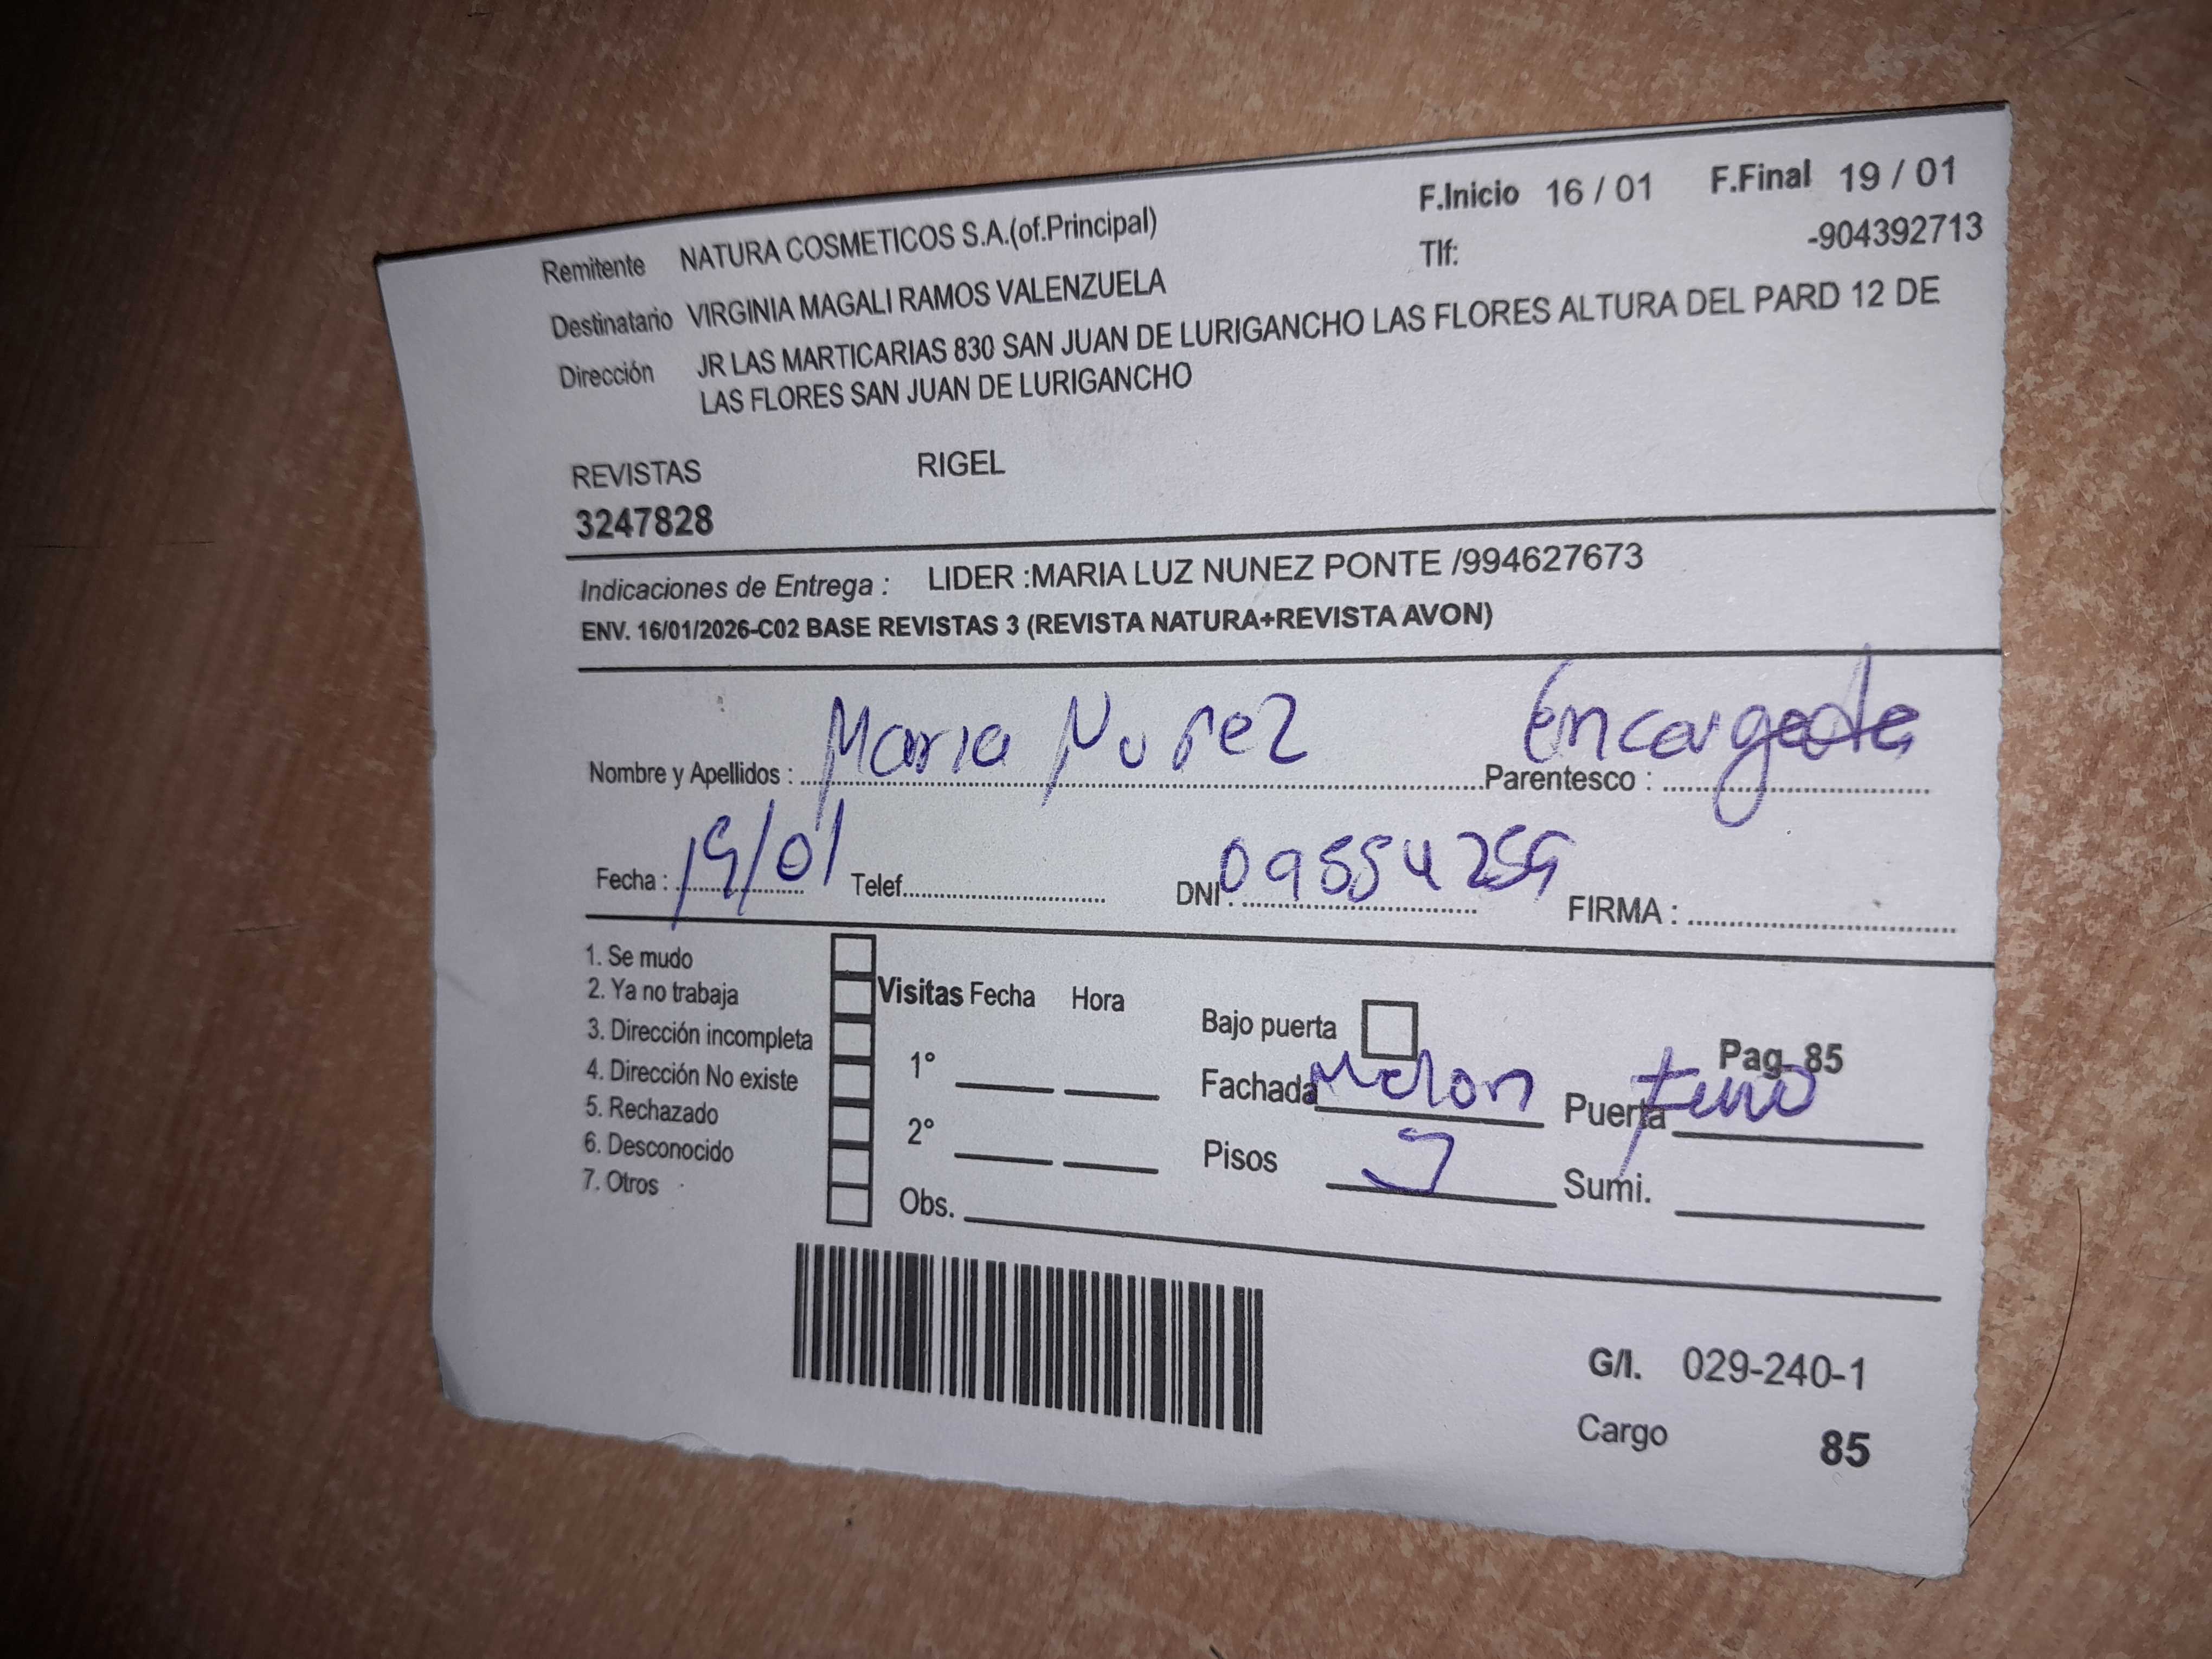 F.Inicio 16 / 01 F.Final 19 / 01
Remitente NATURA COSMETICOS S.A.(of.Principal)
Tlf: -904392713
Destinatario VIRGINIA MAGALI RAMOS VALENZUELA
Dirección JR LAS MARTICARIAS 830 SAN JUAN DE LURIGANCHO LAS FLORES ALTURA DEL PARD 12 DE
LAS FLORES SAN JUAN DE LURIGANCHO
REVISTAS RIGEL
3247828
Indicaciones de Entrega : LIDER :MARIA LUZ NUNEZ PONTE /994627673
ENV. 16/01/2026-C02 BASE REVISTAS 3 (REVISTA NATURA+REVISTA AVON)
Nombre y Apellidos : Maria Nuñez Parentesco : Encargada
Fecha : 19/01 Telef. DNI : 09554259 FIRMA :
1. Se mudo
2. Ya no trabaja
3. Dirección incompleta
4. Dirección No existe
5. Rechazado
6. Desconocido
7. Otros
Visitas Fecha Hora
1°
2°
Obs.
Bajo puerta
Pag. 85
Fachada Melon Puerta
Pisos Sumi.
G/I. 029-240-1
Cargo 85